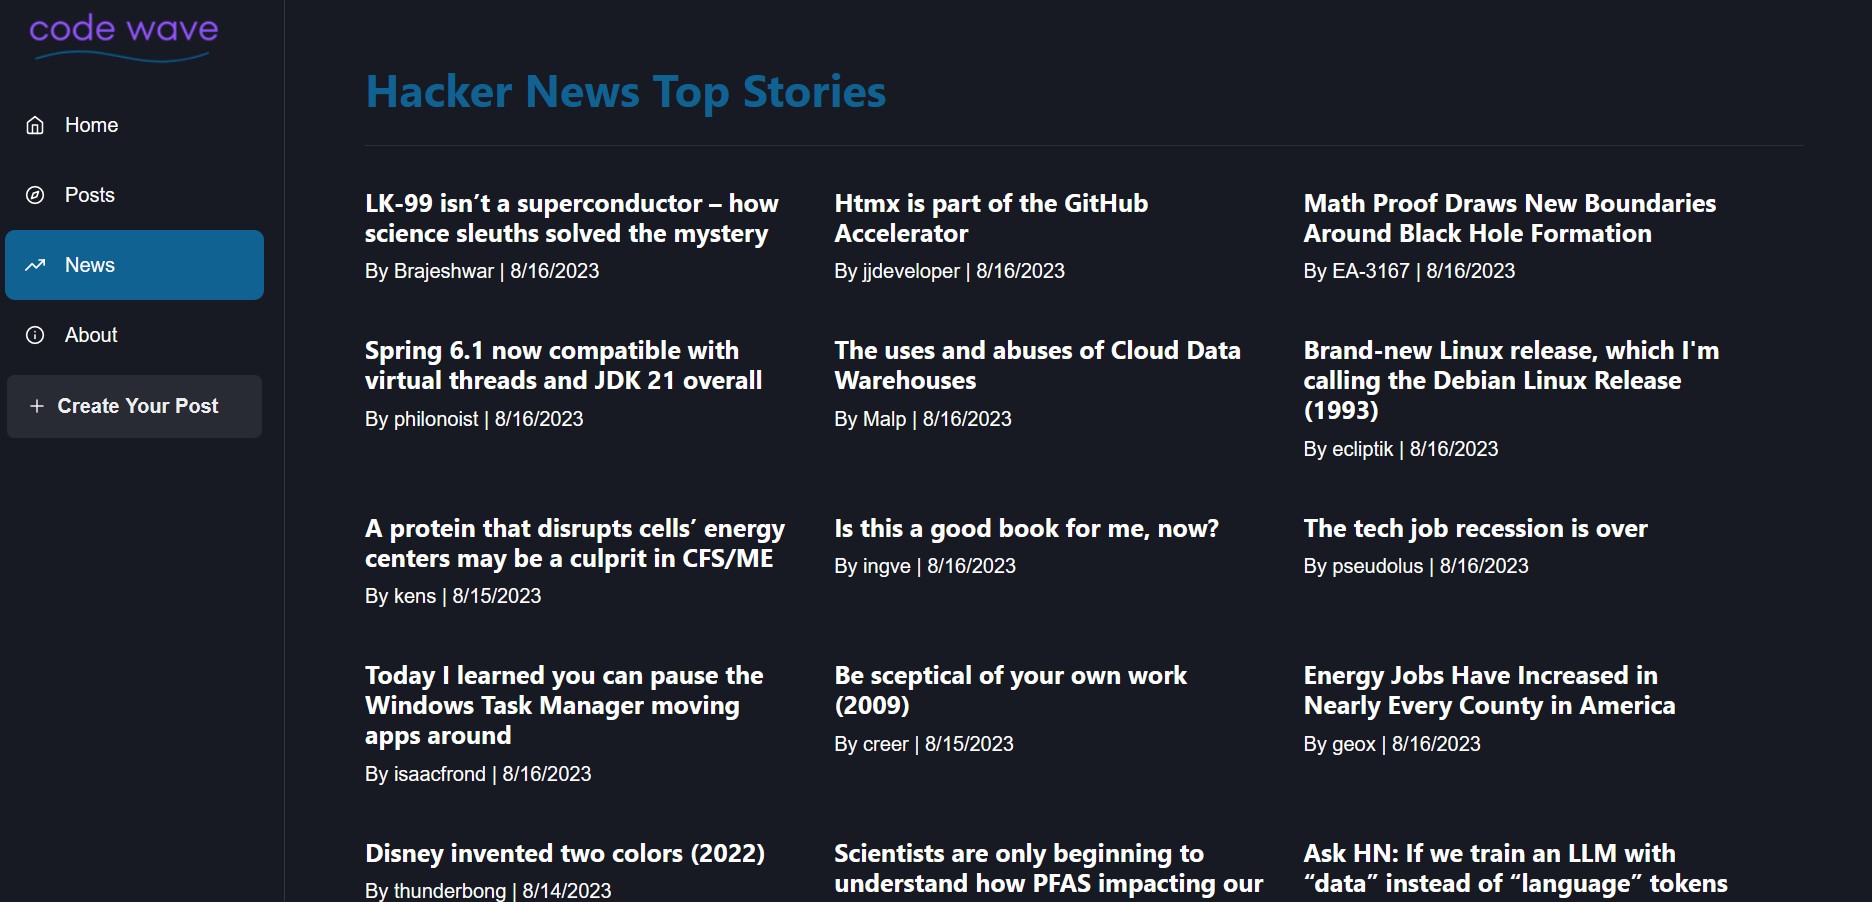 code wave
Home
Posts
News
About
+ Create Your Post
Hacker News Top Stories
LK-99 isn’t a superconductor – how
science sleuths solved the mystery
By Brajeshwar | 8/16/2023
Htmx is part of the GitHub
Accelerator
By jjdeveloper | 8/16/2023
Math Proof Draws New Boundaries
Around Black Hole Formation
By EA-3167 | 8/16/2023
Spring 6.1 now compatible with
virtual threads and JDK 21 overall
By philonoist | 8/16/2023
The uses and abuses of Cloud Data
Warehouses
By Malp | 8/16/2023
Brand-new Linux release, which I'm
calling the Debian Linux Release
(1993)
By ecliptik | 8/16/2023
A protein that disrupts cells’ energy
centers may be a culprit in CFS/ME
By kens | 8/15/2023
Is this a good book for me, now?
By ingve | 8/16/2023
The tech job recession is over
By pseudolus | 8/16/2023
Today I learned you can pause the
Windows Task Manager moving
apps around
By isaacfrond | 8/16/2023
Be sceptical of your own work
(2009)
By creer | 8/15/2023
Energy Jobs Have Increased in
Nearly Every County in America
By geox | 8/16/2023
Disney invented two colors (2022)
By thunderbong | 8/14/2023
Scientists are only beginning to
understand how PFAS impacting our
Ask HN: If we train an LLM with
“data” instead of “language” tokens